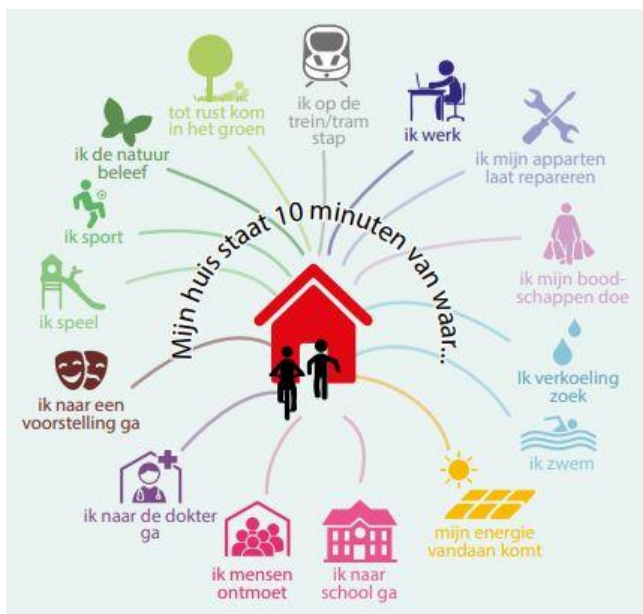 Mijn huis staat 10 minuten van waar...
ik op de
trein/tram
stap
ik werk
ik mijn apparten
laat repareren
ik mijn bood-
schappen doe
Ik verkoeling
zoek
ik zwem
mijn energie
vandaan komt
ik naar
school ga
ik mensen
ontmoet
ik naar de dokter
ga
ik naar een
voorstelling ga
ik speel
ik sport
ik de natuur
beleef
tot rust kom
in het groen